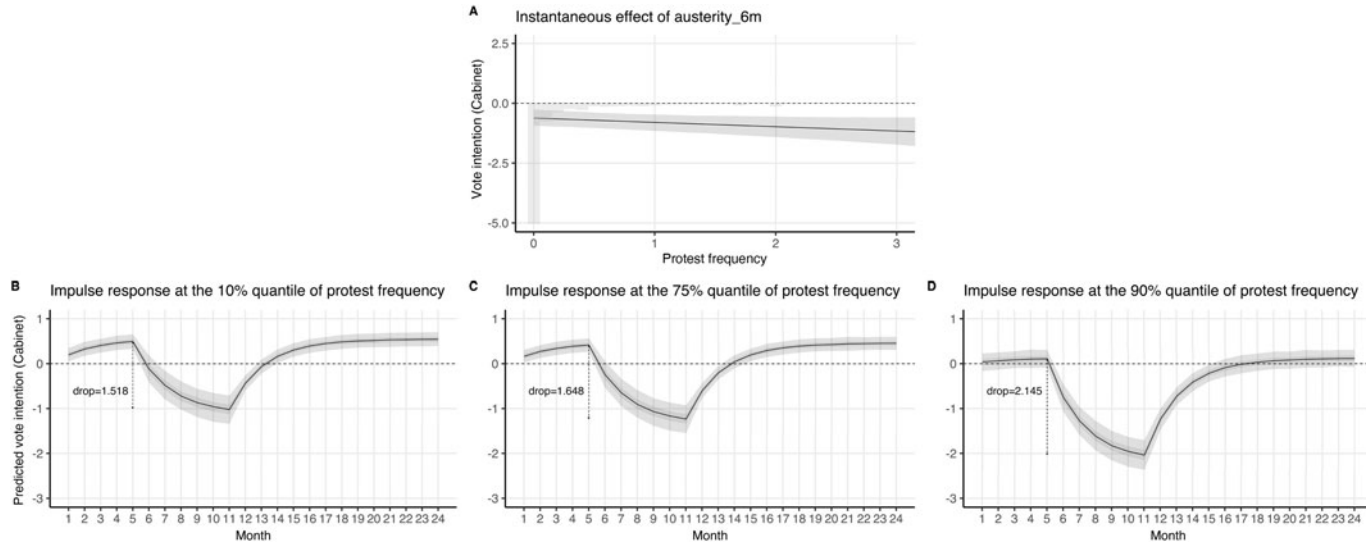 A Instantaneous effect of austerity_6m
2.5
0.0
-2.5
-5.0
Vote intention (Cabinet)
0 1 2 3
Protest frequency
B Impulse response at the 10% quantile of protest frequency
1
0
-1
-2
-3
Predicted vote intention (Cabinet)
drop=1.518
1 2 3 4 5 6 7 8 9 10 11 12 13 14 15 16 17 18 19 20 21 22 23 24
Month
C Impulse response at the 75% quantile of protest frequency
1
0
-1
-2
-3
drop=1.648
1 2 3 4 5 6 7 8 9 10 11 12 13 14 15 16 17 18 19 20 21 22 23 24
Month
D Impulse response at the 90% quantile of protest frequency
1
0
-1
-2
-3
drop=2.145
1 2 3 4 5 6 7 8 9 10 11 12 13 14 15 16 17 18 19 20 21 22 23 24
Month